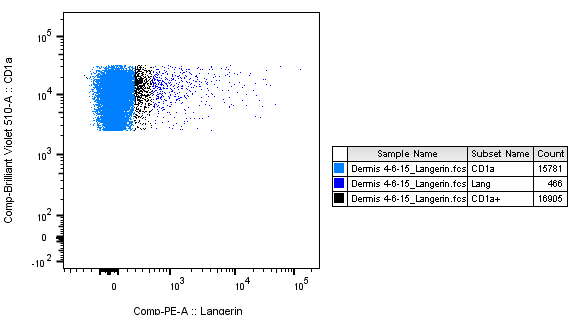 Comp-Brilliant Violet 510-A :: CD1a
10^5
10^4
10^3
10^2
0
-10^2
0
10^3
10^4
10^5
Comp-PE-A :: Langerin
Sample Name Subset Name Count
Dermis 4-6-15_Langerin.fcs CD1a 15781
Dermis 4-6-15_Langerin.fcs Lang 466
Dermis 4-6-15_Langerin.fcs CD1a+ 16905